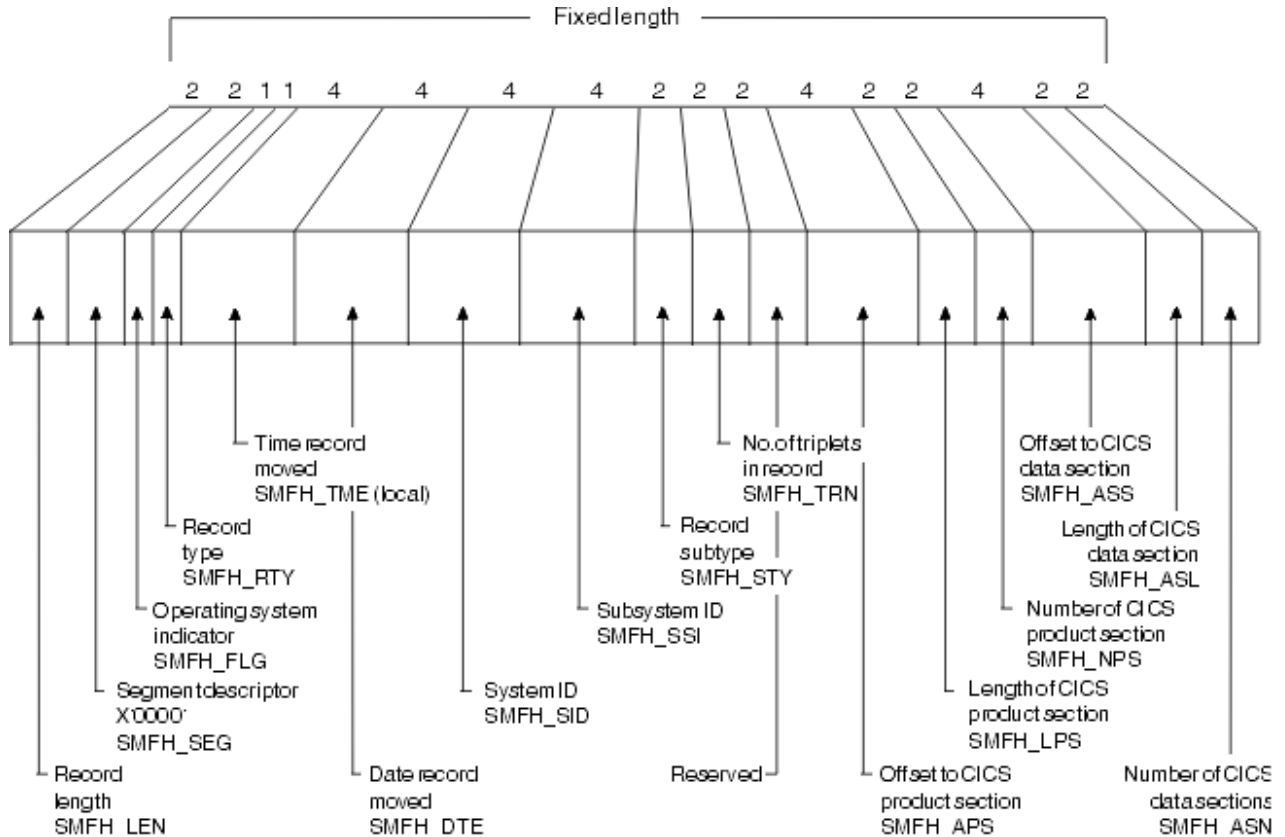 Fixed length
2 2 1 1 4 4 4 4 2 2 2 4 2 2 4 2 2
Time record
moved
SMFH_TME (local)
No. of triplets
in record
SMFH_TRN
Offset to CICS
data section
SMFH_ASS
Record
type
SMFH_RTY
Record
subtype
SMFH_STY
Length of CICS
data section
SMFH_ASL
Operating system
indicator
SMFH_FLG
Subsystem ID
SMFH_SSI
Number of CICS
product section
SMFH_NPS
Segment descriptor
X'0000'
SMFH_SEG
System ID
SMFH_SID
Length of CICS
product section
SMFH_LPS
Record
length
SMFH_LEN
Date record
moved
SMFH_DTE
Reserved
Offset to CICS
product section
SMFH_APS
Number of CICS
data sections
SMFH_ASN